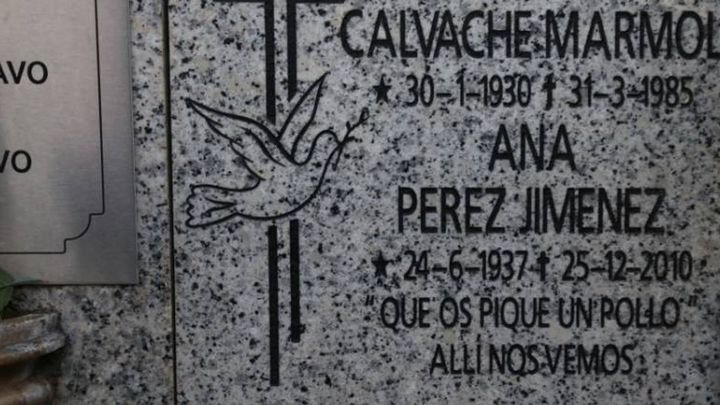 AVO
VO
CALVACHE MARMOL
★ 30-1-1930 ✝ 31-3-1985
ANA
PEREZ JIMENEZ
★ 24-6-1937 ✝ 25-12-2010
"QUE OS PIQUE UN POLLO"
ALLÍ NOS VEMOS